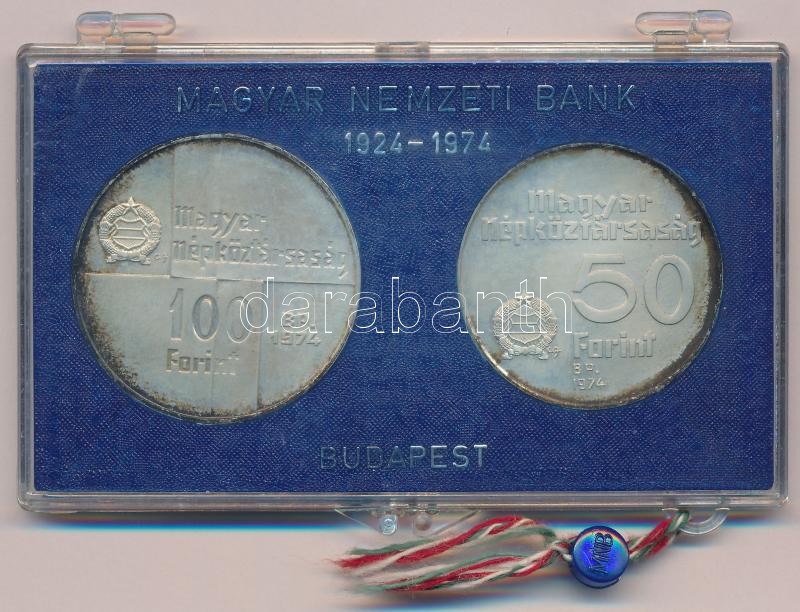 MAGYAR NEMZETI BANK
1924-1974
Magyar
Népköztársaság
100
Forint
BP.
1974
Magyar
Népköztársaság
50
Forint
BP.
1974
darabanth
BUDAPEST
MNB